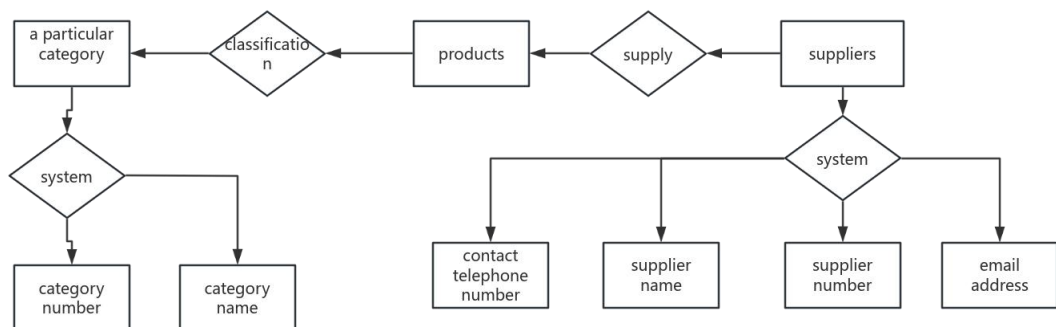 a particular
category
classificatio
n
products
supply
suppliers
system
system
category
number
category
name
contact
telephone
number
supplier
name
supplier
number
email
address